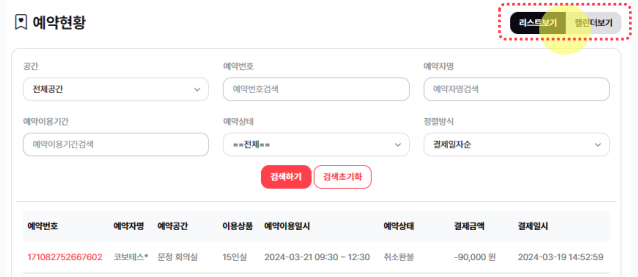 예약현황
리스트보기 캘린더보기
공간 예약번호 예약자명
전체공간 예약번호검색 예약자명검색
예약이용기간 예약상태 정렬방식
예약이용기간검색 ==전체== 결제일자순
검색하기 검색초기화
예약번호 예약자명 예약공간 이용상품 예약이용일시 예약상태 결제금액 결제일시
171082752667602 코보테스* 문정 회의실 15인실 2024-03-21 09:30 ~ 12:30 취소환불 -90,000 원 2024-03-19 14:52:59